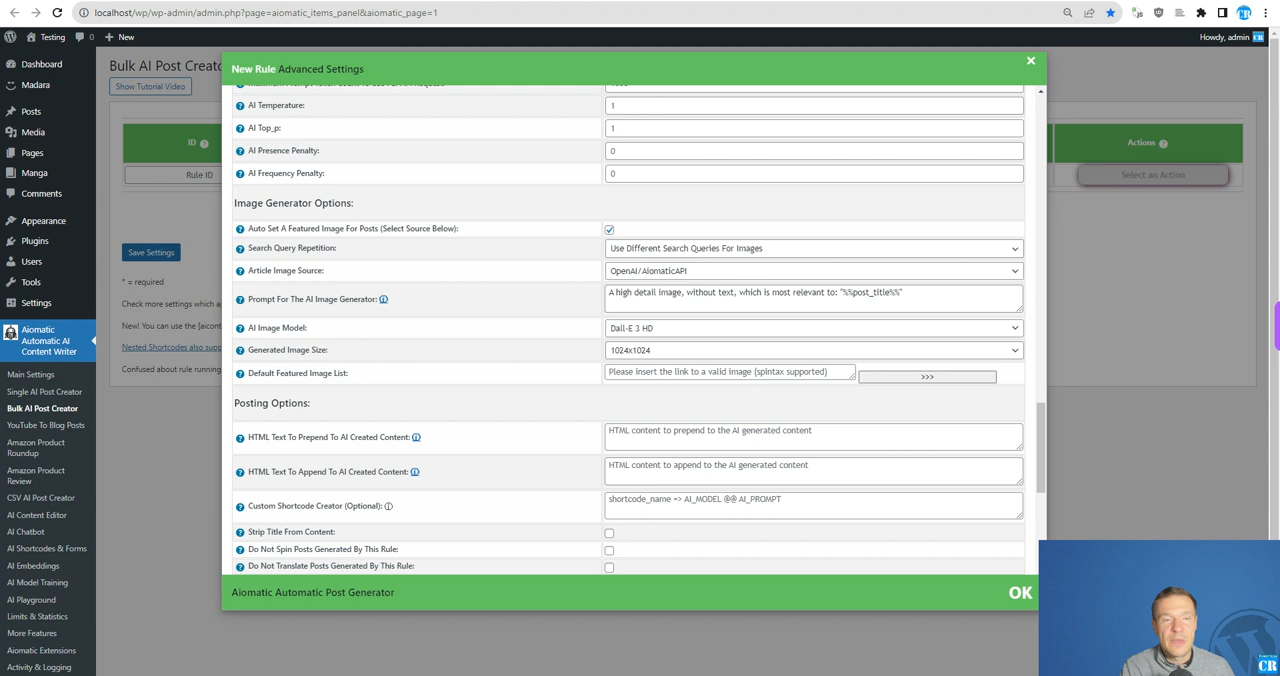 localhost/wp/wp-admin/admin.php?page=aiomatic_items_panel&aiomatic_page=1
Testing
0
New
Howdy, admin
Dashboard
Madara
Posts
Media
Pages
Manga
Comments
Appearance
Plugins
Users
Tools
Settings
Aiomatic
Automatic AI
Content Writer
Main Settings
Single AI Post Creator
Bulk AI Post Creator
YouTube To Blog Posts
Amazon Product
Roundup
Amazon Product
Review
CSV AI Post Creator
AI Content Editor
AI Chatbot
AI Shortcodes & Forms
AI Embeddings
AI Model Training
AI Playground
Limits & Statistics
More Features
Aiomatic Extensions
Activity & Logging
Bulk AI Post Creato
Show Tutorial Video
ID
Rule ID
Save Settings
* = required
Check more settings which a
New! You can use the [aicont
Nested Shortcodes also supp
Confused about rule running
Actions
Select an Action
New Rule Advanced Settings
AI Temperature:
1
AI Top_p:
1
AI Presence Penalty:
0
AI Frequency Penalty:
0
Image Generator Options:
Auto Set A Featured Image For Posts (Select Source Below):
Search Query Repetition:
Use Different Search Queries For Images
Article Image Source:
OpenAI/AiomaticAPI
Prompt For The AI Image Generator:
A high detail image, without text, which is most relevant to: "%%post_title%%"
AI Image Model:
Dall-E 3 HD
Generated Image Size:
1024x1024
Default Featured Image List:
Please insert the link to a valid image (spintax supported)
>>>
Posting Options:
HTML Text To Prepend To AI Created Content:
HTML content to prepend to the AI generated content
HTML Text To Append To AI Created Content:
HTML content to append to the AI generated content
Custom Shortcode Creator (Optional):
shortcode_name => AI_MODEL @@ AI_PROMPT
Strip Title From Content:
Do Not Spin Posts Generated By This Rule:
Do Not Translate Posts Generated By This Rule:
Aiomatic Automatic Post Generator
OK
CR